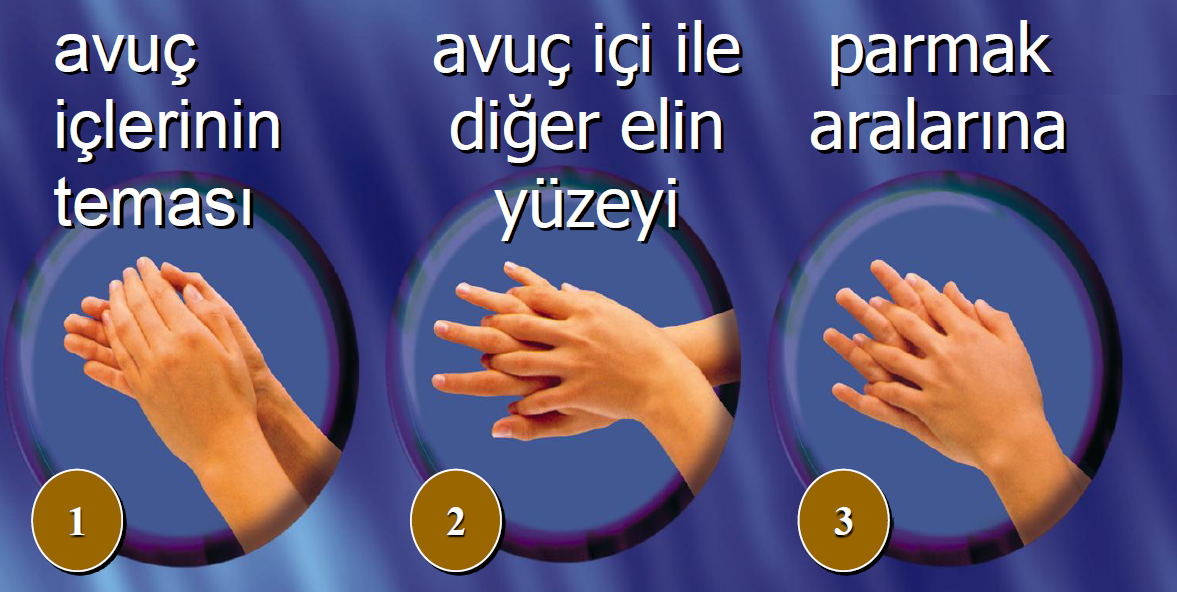 avuç
içlerinin
teması
avuç içi ile
diğer elin
yüzeyi
parmak
aralarına
1
2
3